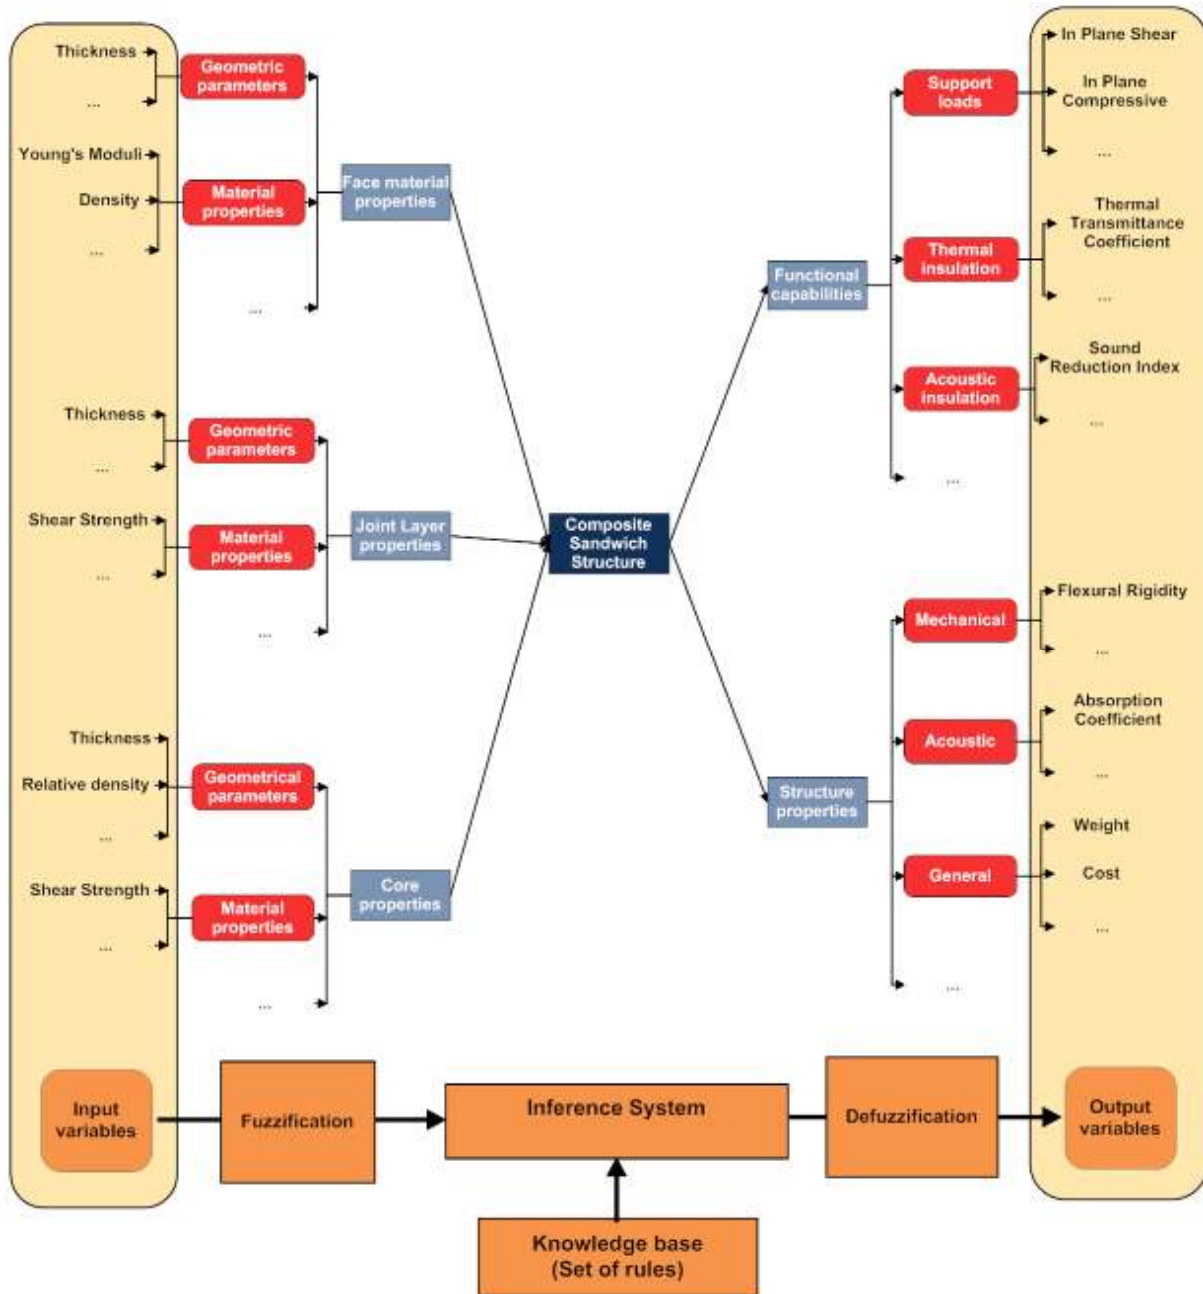 Thickness
...
Geometric
parameters
Young's Moduli
Density
...
Material
properties
...
Face material
properties
Thickness
...
Geometric
parameters
Shear Strength
...
Material
properties
...
Joint Layer
properties
Thickness
Relative density
...
Geometrical
parameters
Shear Strength
...
Material
properties
...
Core
properties
Composite
Sandwich
Structure
Functional
capabilities
Support
loads
In Plane Shear
In Plane
Compressive
...
Thermal
insulation
Thermal
Transmittance
Coefficient
...
Acoustic
insulation
Sound
Reduction Index
...
...
Structure
properties
Mechanical
Flexural Rigidity
...
Acoustic
Absorption
Coefficient
...
General
Weight
Cost
...
...
Input
variables
Fuzzification
Inference System
Defuzzification
Output
variables
Knowledge base
(Set of rules)